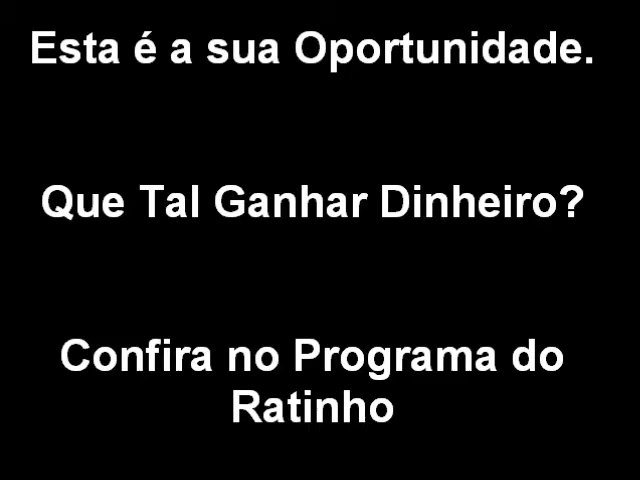 Esta é a sua Oportunidade.
Que Tal Ganhar Dinheiro?
Confira no Programa do
Ratinho